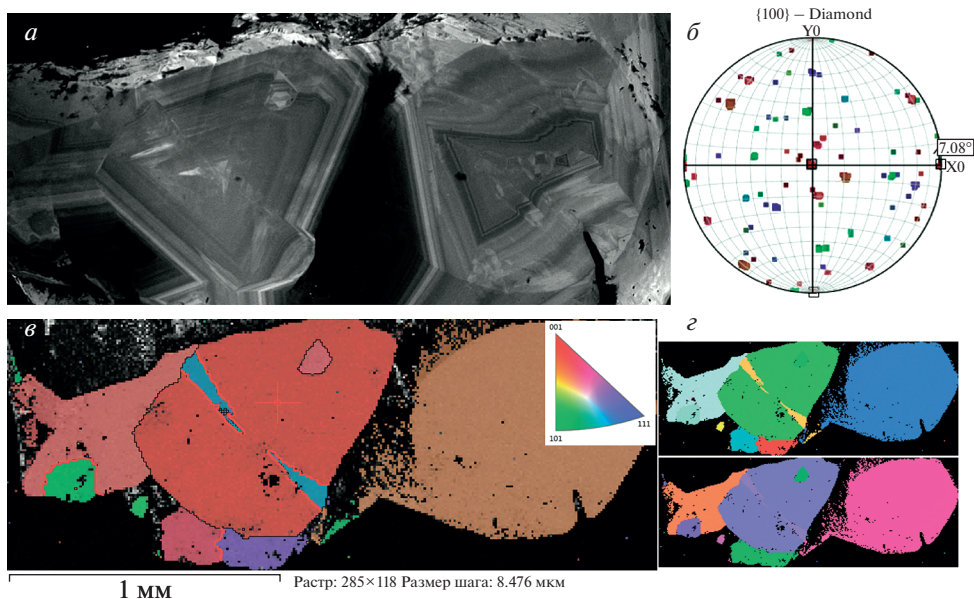 а
б
{100} – Diamond
Y0
7.08°
X0
в
001
101
111
г
1 мм
Растр: 285×118 Размер шага: 8.476 мкм